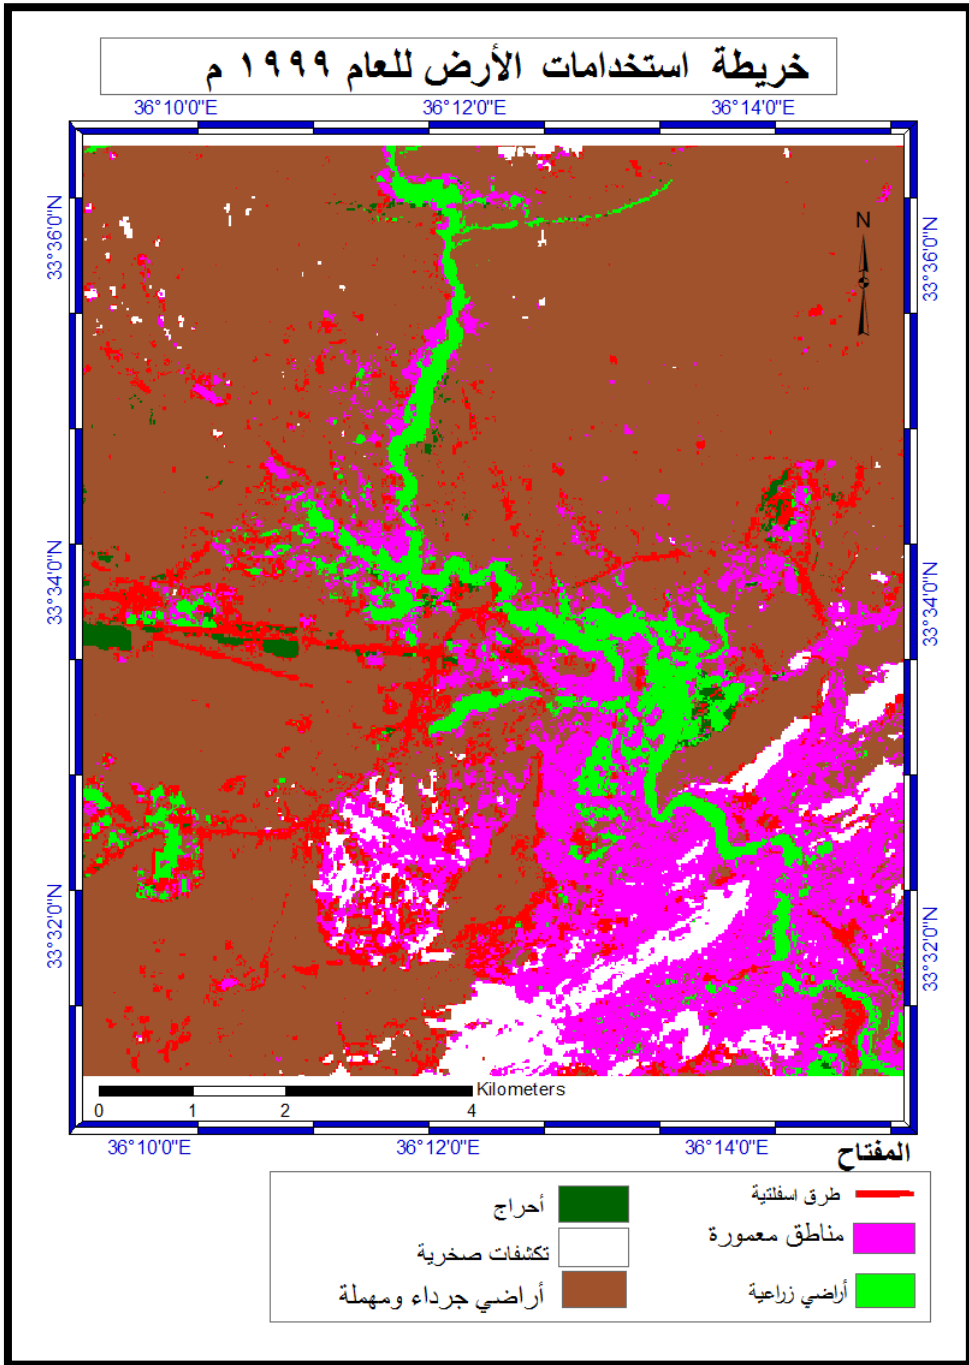 خريطة استخدامات الأرض للعام ١٩٩٩ م
36°10'0"E 36°12'0"E 36°14'0"E
33°36'0"N
33°36'0"N
N
33°34'0"N
33°34'0"N
33°32'0"N
33°32'0"N
Kilometers
0 1 2 4
36°10'0"E 36°12'0"E 36°14'0"E
المفتاح
طرق اسفلتية
أحراج
مناطق معمورة
تكشفات صخرية
أراضي زراعية
أراضي جرداء ومهملة